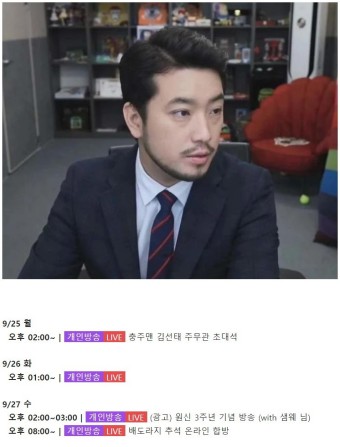 9/25 월
오후 02:00~ | 개인방송 LIVE 충주맨 김선태 주무관 초대석
9/26 화
오후 01:00~ | 개인방송 LIVE
9/27 수
오후 02:00~03:00 | 개인방송 LIVE (광고) 원신 3주년 기념 방송 (with 샘웨 님)
오후 08:00~ | 개인방송 LIVE 배도라지 추석 온라인 합방